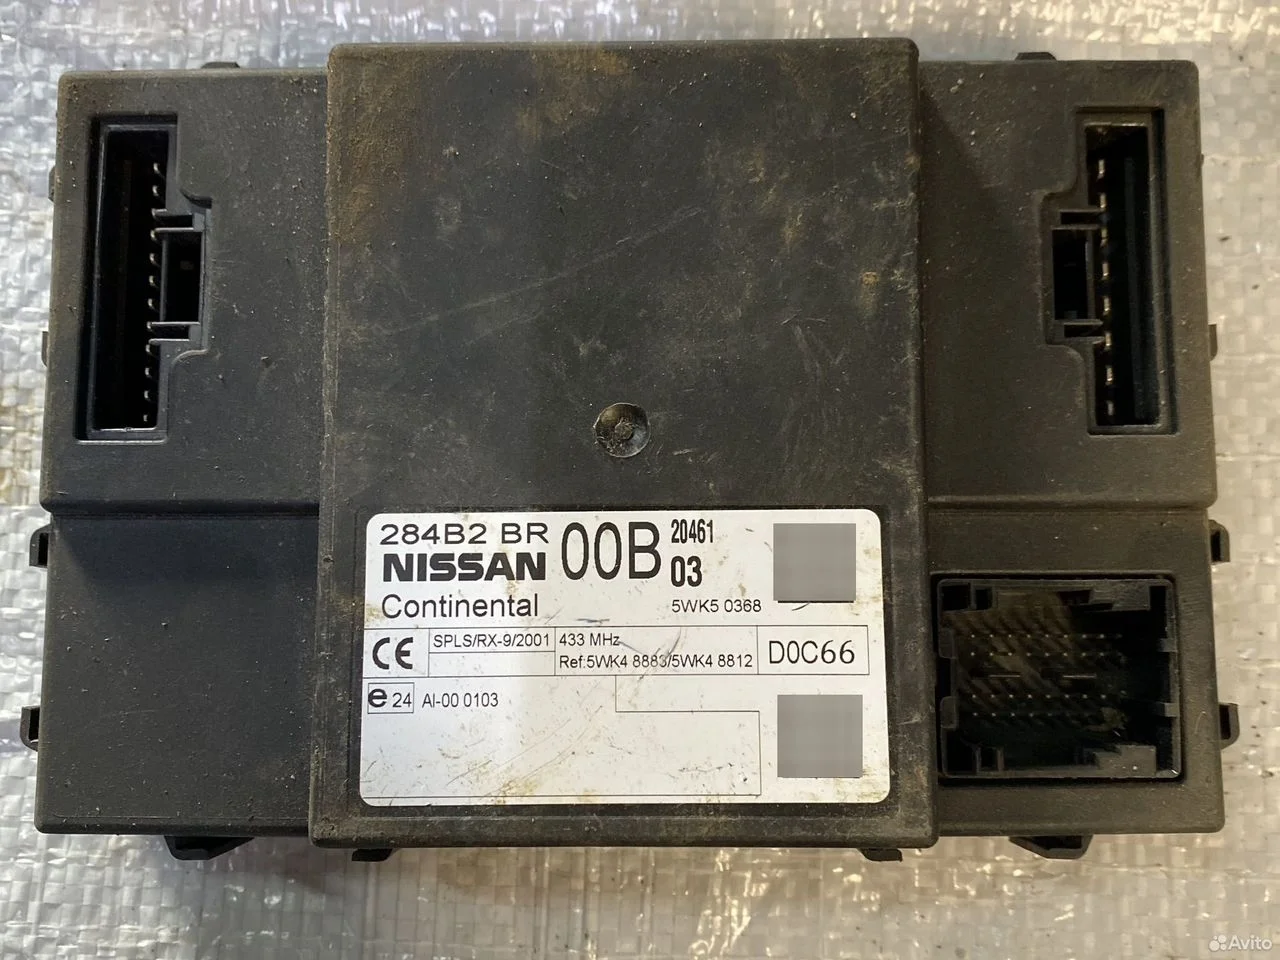 284B2 BR 00B 20461
NISSAN 03
Continental 5WK5 0368
CE SPLS/RX-9/2001 433 MHz
Ref:5WK4 8883/5WK4 8812 D0C66
e 24 AI-00 0103
Avito